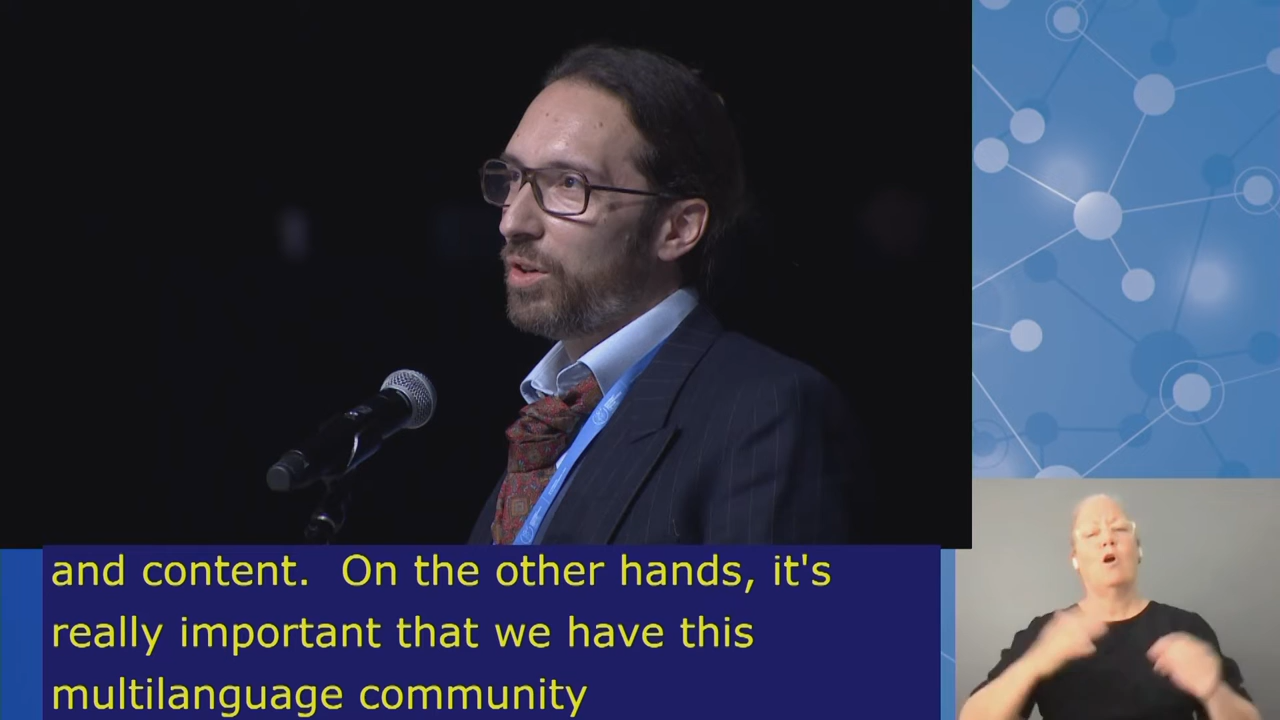 and content.  On the other hands, it's
really important that we have this
multilanguage community